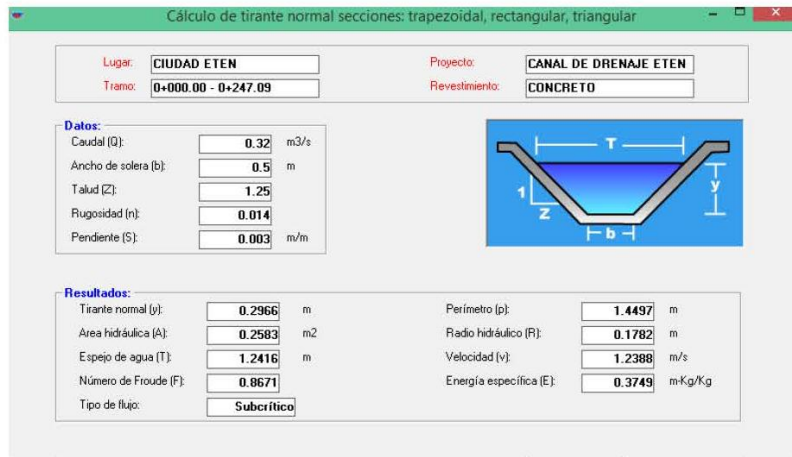 Cálculo de tirante normal secciones: trapezoidal, rectangular, triangular
Lugar: CIUDAD ETEN Proyecto: CANAL DE DRENAJE ETEN
Tramo: 0+000.00 - 0+247.09 Revestimiento: CONCRETO
Datos:
Caudal (Q): 0.32 m3/s
Ancho de solera (b): 0.5 m
Talud (Z): 1.25
Rugosidad (n): 0.014
Pendiente (S): 0.003 m/m
T
y
1
Z
b
Resultados:
Tirante normal (y): 0.2966 m Perímetro (p): 1.4497 m
Area hidráulica (A): 0.2583 m2 Radio hidráulico (R): 0.1782 m
Espejo de agua (T): 1.2416 m Velocidad (v): 1.2388 m/s
Número de Froude (F): 0.8671 Energía específica (E): 0.3749 m-Kg/Kg
Tipo de flujo: Subcrítico